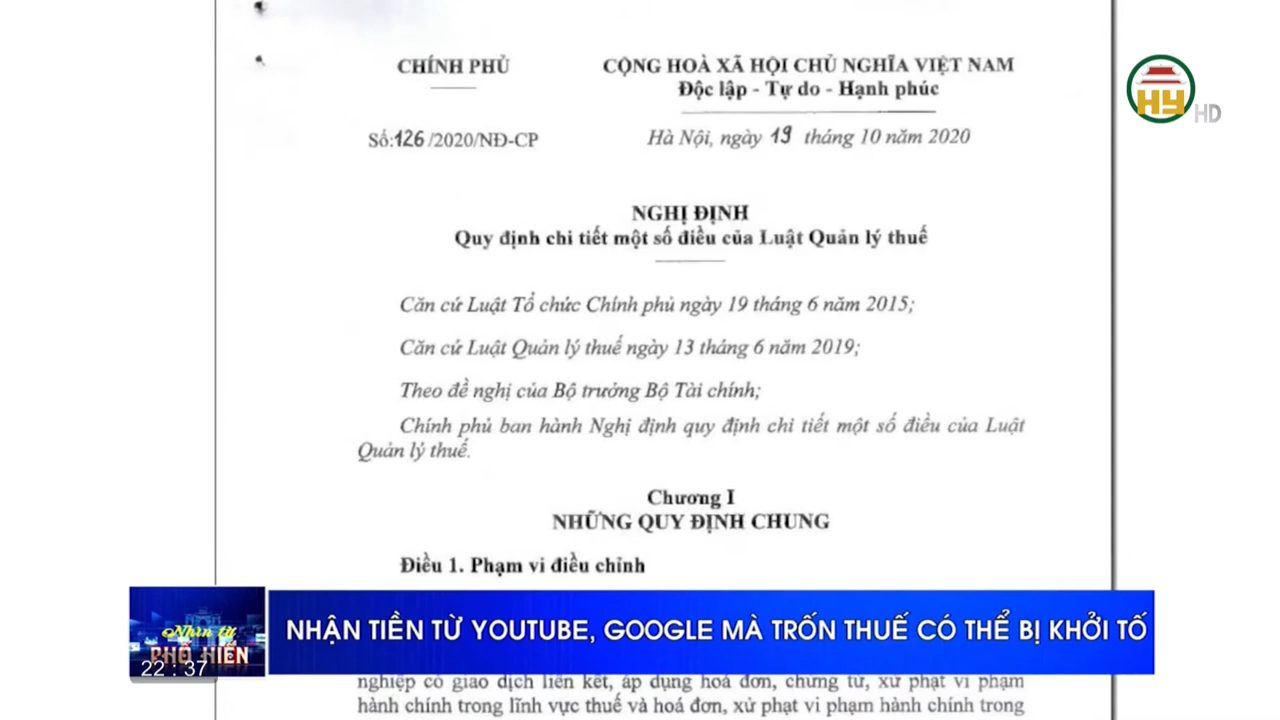 CHÍNH PHỦ
CỘNG HOÀ XÃ HỘI CHỦ NGHĨA VIỆT NAM
Độc lập - Tự do - Hạnh phúc
HY HD
Số:126/2020/NĐ-CP
Hà Nội, ngày 19 tháng 10 năm 2020
NGHỊ ĐỊNH
Quy định chi tiết một số điều của Luật Quản lý thuế
Căn cứ Luật Tổ chức Chính phủ ngày 19 tháng 6 năm 2015;
Căn cứ Luật Quản lý thuế ngày 13 tháng 6 năm 2019;
Theo đề nghị của Bộ trưởng Bộ Tài chính;
Chính phủ ban hành Nghị định quy định chi tiết một số điều của Luật
Quản lý thuế.
Chương I
NHỮNG QUY ĐỊNH CHUNG
Điều 1. Phạm vi điều chỉnh
Nhìn từ
PHỐ HIẾN
22 : 37
NHẬN TIỀN TỪ YOUTUBE, GOOGLE MÀ TRỐN THUẾ CÓ THỂ BỊ KHỞI TỐ
nghiệp có giao dịch liên kết, áp dụng hoá đơn, chứng từ, xử phạt vi phạm
hành chính trong lĩnh vực thuế và hoá đơn, xử phạt vi phạm hành chính trong